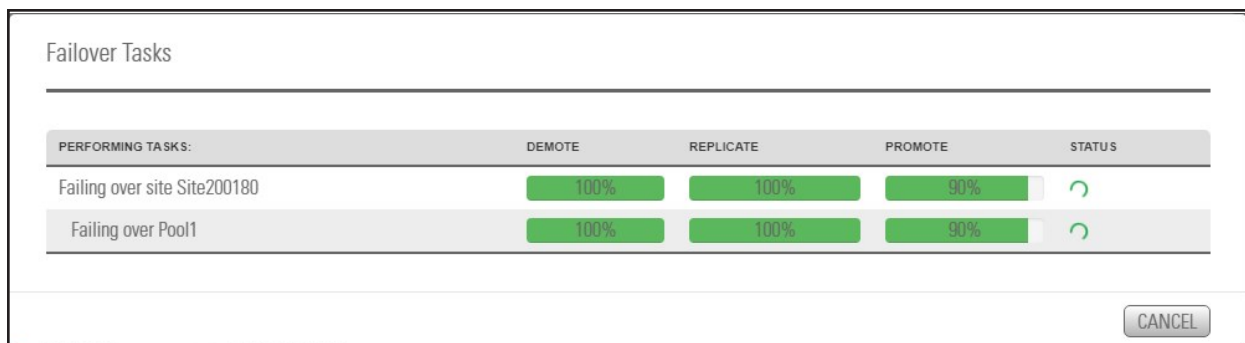 Failover Tasks
PERFORMING TASKS: DEMOTE REPLICATE PROMOTE STATUS
Failing over site Site200180 100% 100% 90%
Failing over Pool1 100% 100% 90%
CANCEL